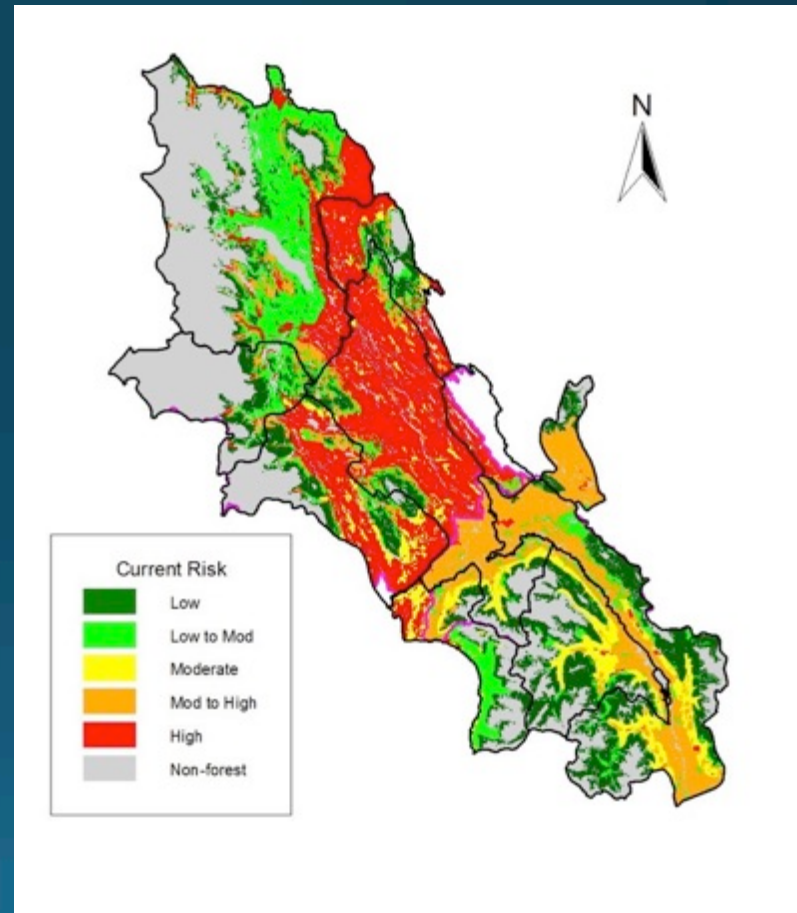 N
Current Risk
Low
Low to Mod
Moderate
Mod to High
High
Non-forest